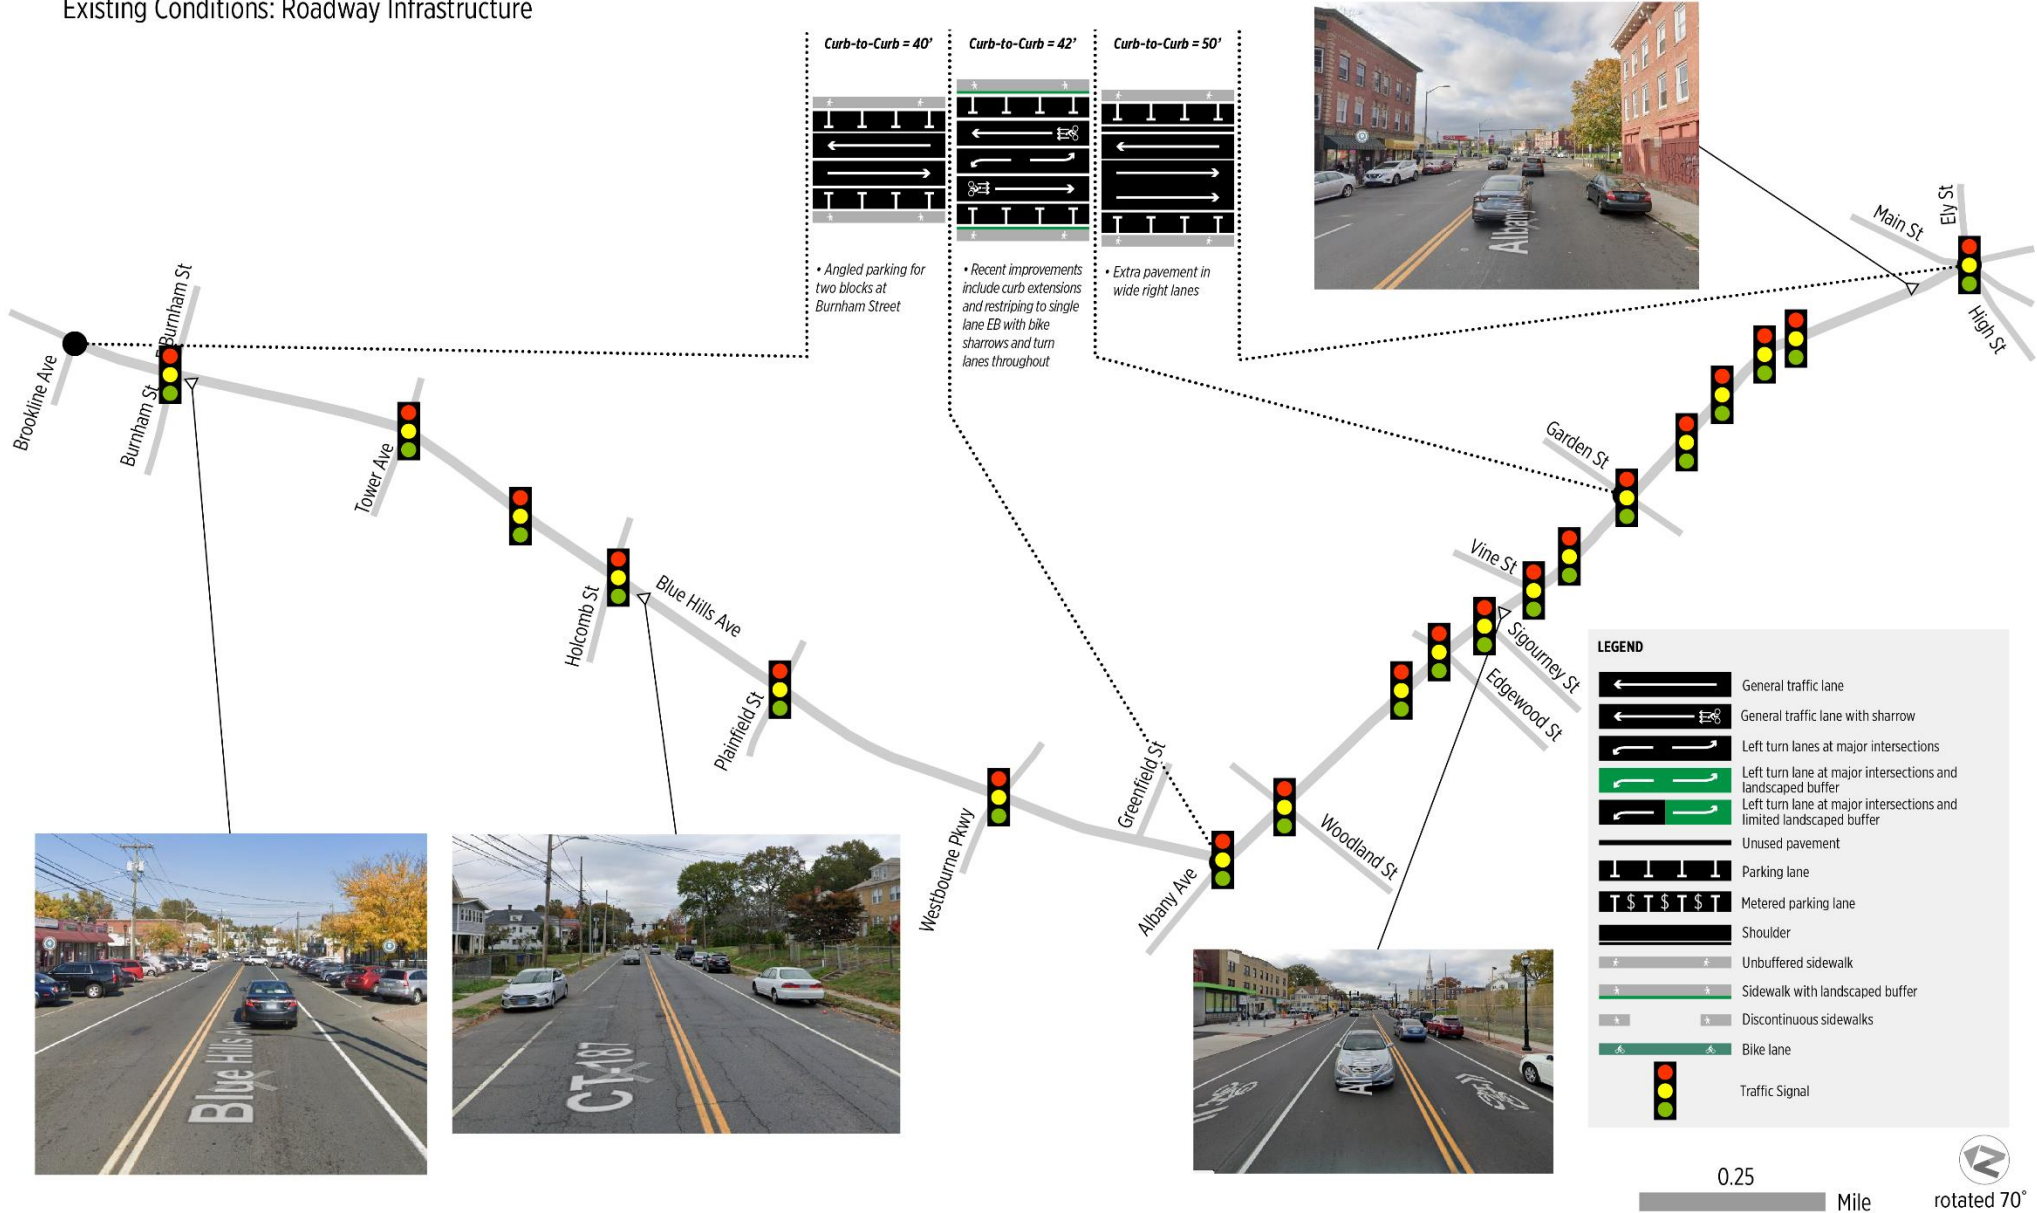 Existing Conditions: Roadway Infrastructure
Curb-to-Curb = 40'
Curb-to-Curb = 42'
Curb-to-Curb = 50'
• Angled parking for
two blocks at
Burnham Street
• Recent improvements
include curb extensions
and restriping to single
lane EB with bike
sharrows and turn
lanes throughout
• Extra pavement in
wide right lanes
Brookline Ave
E Burnham St
Burnham St
Tower Ave
Holcomb St
Blue Hills Ave
Plainfield St
Westbourne Pkwy
Greenfield St
Albany Ave
Woodland St
Edgewood St
Sigourney St
Vine St
Garden St
Main St
Ely St
High St
Blue Hills Av
CT-187
Albany
Alban
LEGEND
General traffic lane
General traffic lane with sharrow
Left turn lanes at major intersections
Left turn lane at major intersections and
landscaped buffer
Left turn lane at major intersections and
limited landscaped buffer
Unused pavement
Parking lane
$ $ $
Metered parking lane
Shoulder
Unbuffered sidewalk
Sidewalk with landscaped buffer
Discontinuous sidewalks
Bike lane
Traffic Signal
0.25
Mile
Z
rotated 70°